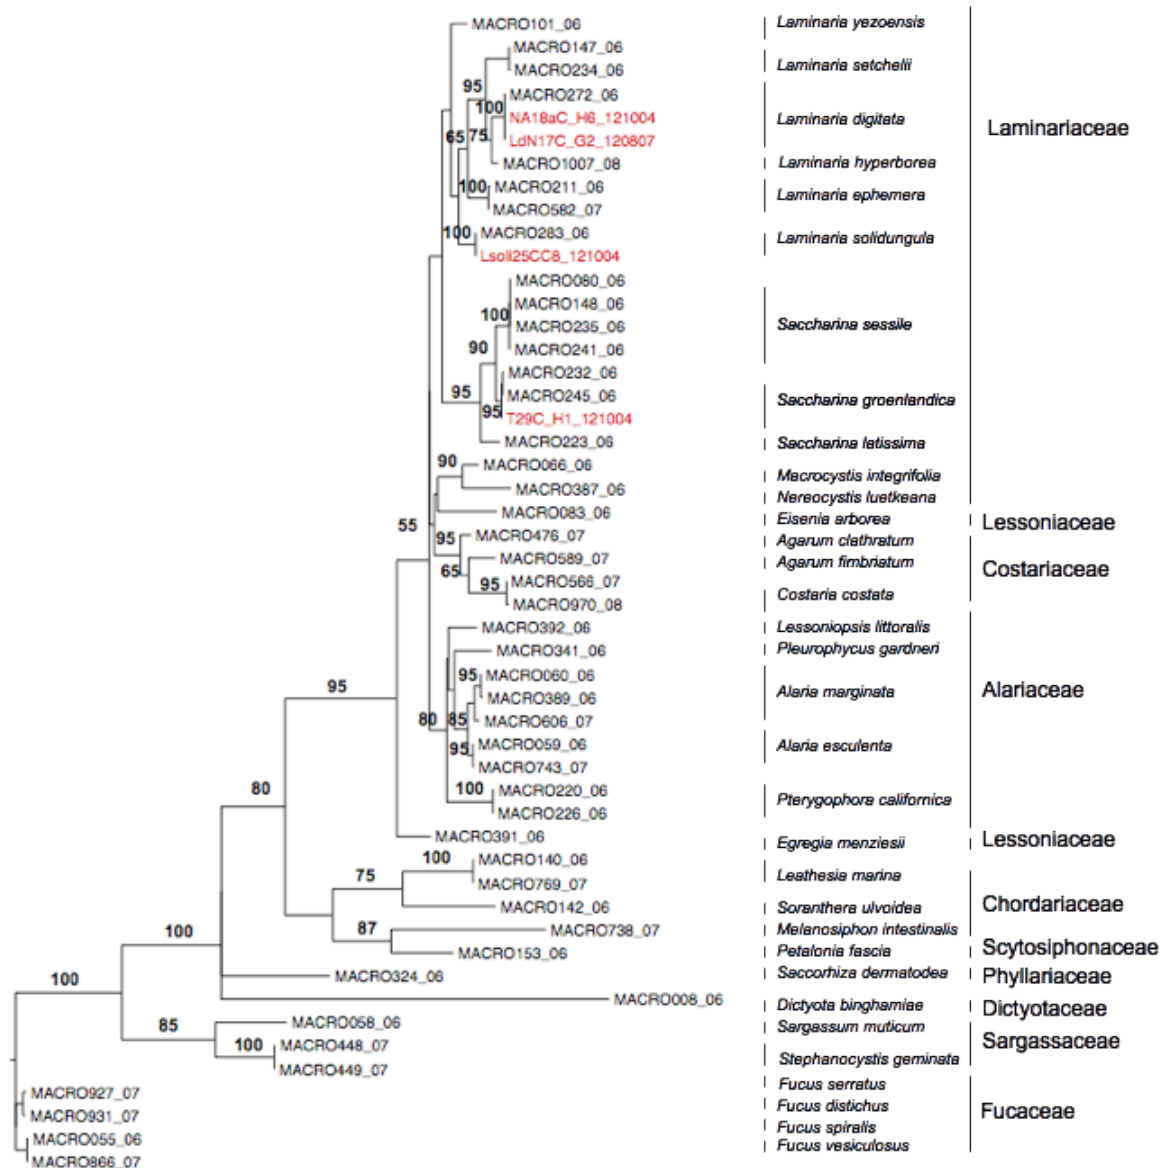 MACRO101_06 Laminaria yezoensis
MACRO147_06
MACRO234_06 Laminaria setchelii
95
MACRO272_06
100
NA18aC_H6_121004 Laminaria digitata Laminariaceae
65 75
LdN17C_G2_120807
MACRO1007_08 Laminaria hyperborea
100 MACRO211_06 Laminaria ephemera
MACRO582_07
100 MACRO283_06 Laminaria solidungula
Lsoli25CC8_121004
MACRO080_06
MACRO148_06
100 MACRO235_06 Saccharina sessile
90 MACRO241_06
MACRO232_06
95 MACRO245_06 Saccharina groenlandica
95 T29C_H1_121004
MACRO223_06 Saccharina latissima
90 MACRO066_06 Macrocystis integrifolia
MACRO387_06 Nereocystis luetkeana
MACRO083_06 Eisenia arborea Lessoniaceae
55
95 MACRO476_07 Agarum clathratum
MACRO589_07 Agarum fimbriatum Costariaceae
65
95 MACRO566_07 Costaria costata
MACRO970_08
MACRO392_06 Lessoniopsis littoralis
MACRO341_06 Pleurophycus gardneri
95 MACRO060_06
95 MACRO389_06 Alaria marginata Alariaceae
80 85 MACRO606_07
95 MACRO059_06 Alaria esculenta
MACRO743_07
100 MACRO220_06 Pterygophora californica
80
MACRO226_06
MACRO391_06 Egregia menziesii Lessoniaceae
100 MACRO140_06 Leathesia marina
75 MACRO769_07
MACRO142_06 Soranthera ulvoidea Chordariaceae
87 MACRO738_07 Melanosiphon intestinalis
100
MACRO153_06 Petalonia fascia Scytosiphonaceae
MACRO324_06 Saccorhiza dermatodea Phyllariaceae
100
MACRO008_06 Dictyota binghamiae Dictyotaceae
85 MACRO058_06 Sargassum muticum Sargassaceae
100 MACRO448_07 Stephanocystis geminata
MACRO449_07
MACRO927_07 Fucus serratus
MACRO931_07 Fucus distichus Fucaceae
MACRO055_06 Fucus spiralis
MACRO866_07 Fucus vesiculosus